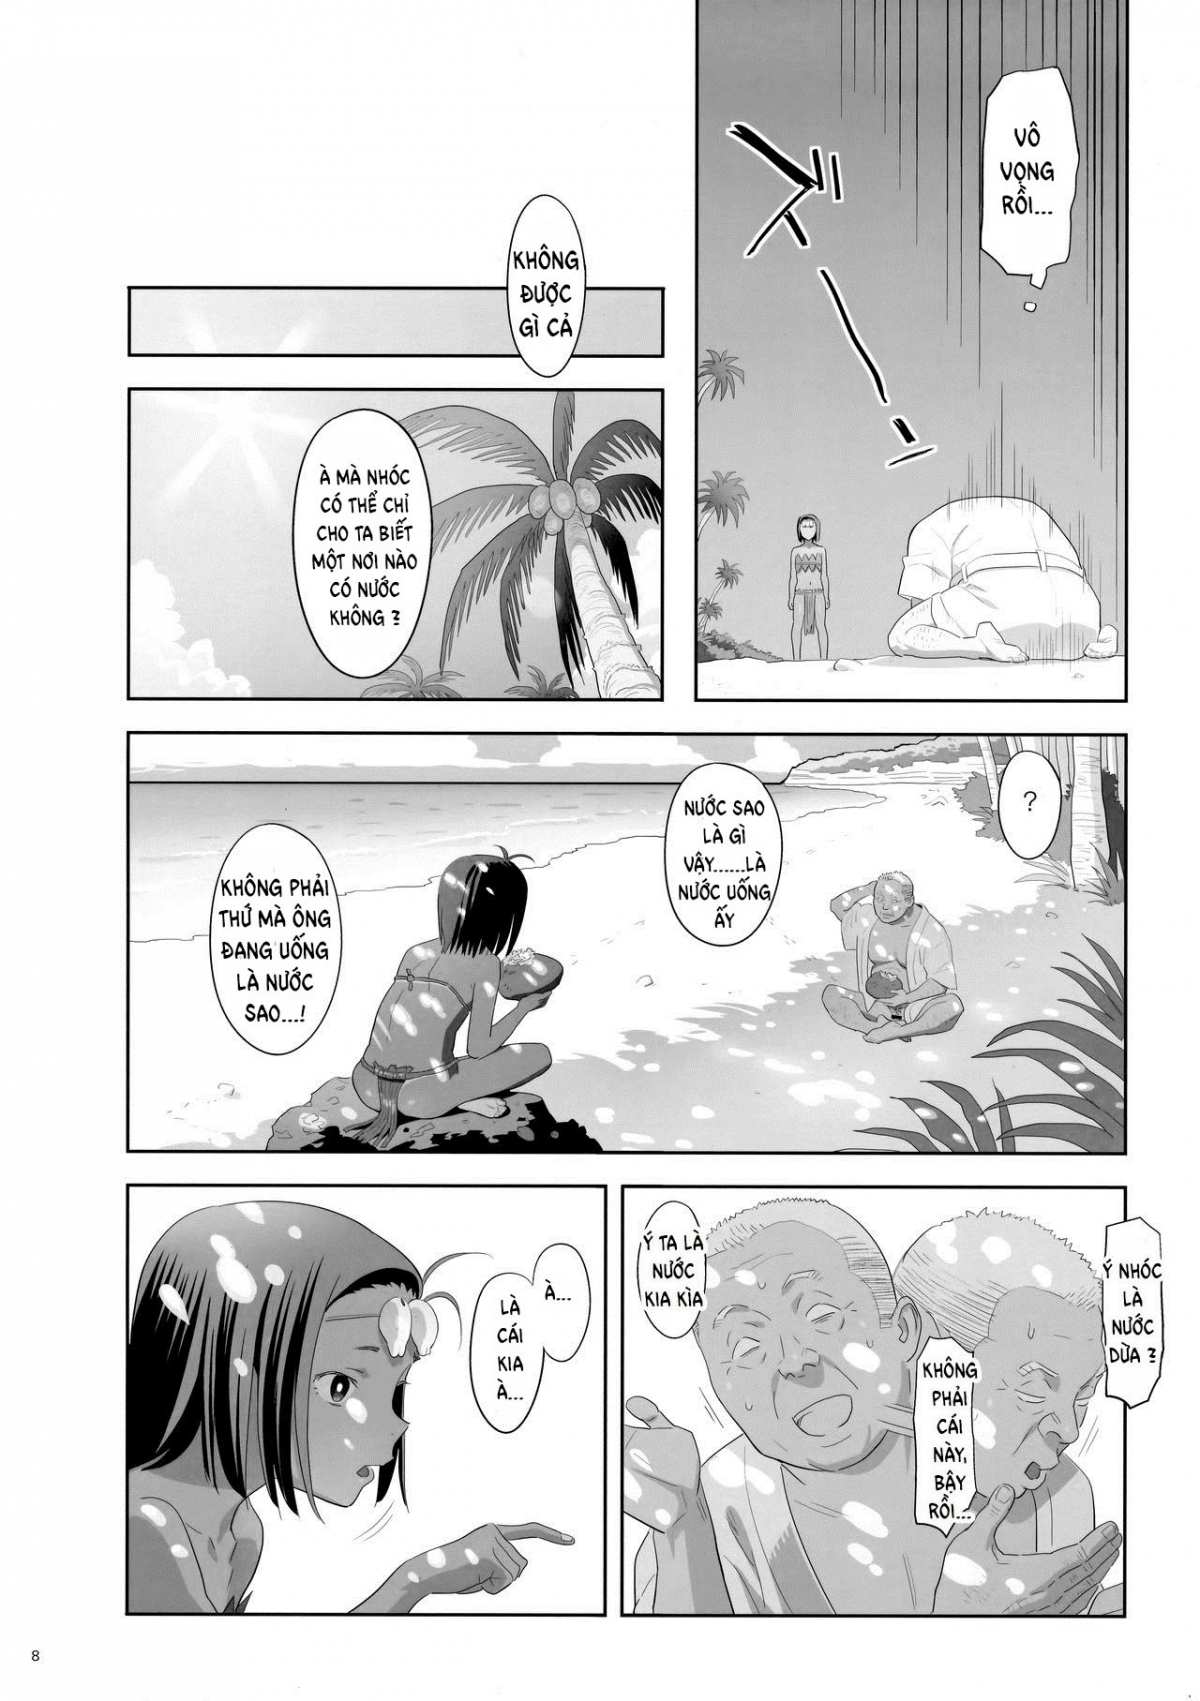 VÔ
VỌNG
RỒI...
KHÔNG
ĐƯỢC
GÌ CẢ
À MÀ NHÓC
CÓ THỂ CHỈ
CHO TA BIẾT
MỘT NƠI NÀO
CÓ NƯỚC
KHÔNG ?
?
NƯỚC SAO
LÀ GÌ
VẬY......LÀ
NƯỚC UỐNG
ẤY
KHÔNG PHẢI
THỨ MÀ ÔNG
ĐANG UỐNG
LÀ NƯỚC
SAO...!
Ý NHÓC
LÀ
NƯỚC
DỪA ?
KHÔNG
PHẢI
CÁI
NÀY,
BẬY
RỒI...
Ý TA LÀ
NƯỚC
KIA KÌA
À...
LÀ
CÁI
KIA
À...
8